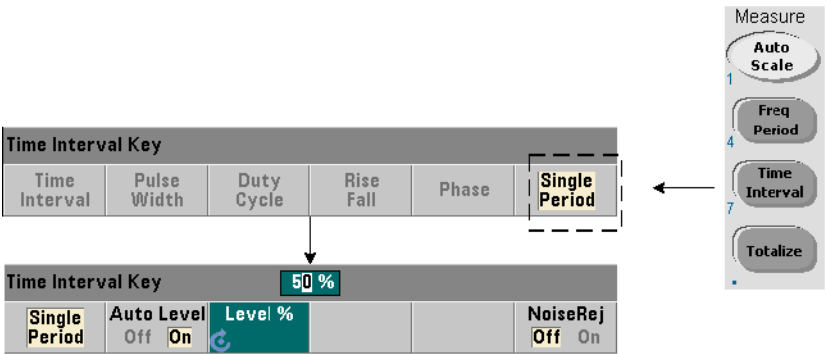 Measure
Auto
Scale
1
Freq
Period
4
Time
Interval
7
Totalize
.
Time Interval Key
Time
Interval
Pulse
Width
Duty
Cycle
Rise
Fall
Phase
Single
Period
Time Interval Key
50 %
Single
Period
Auto Level
Off On
Level %
NoiseRej
Off On